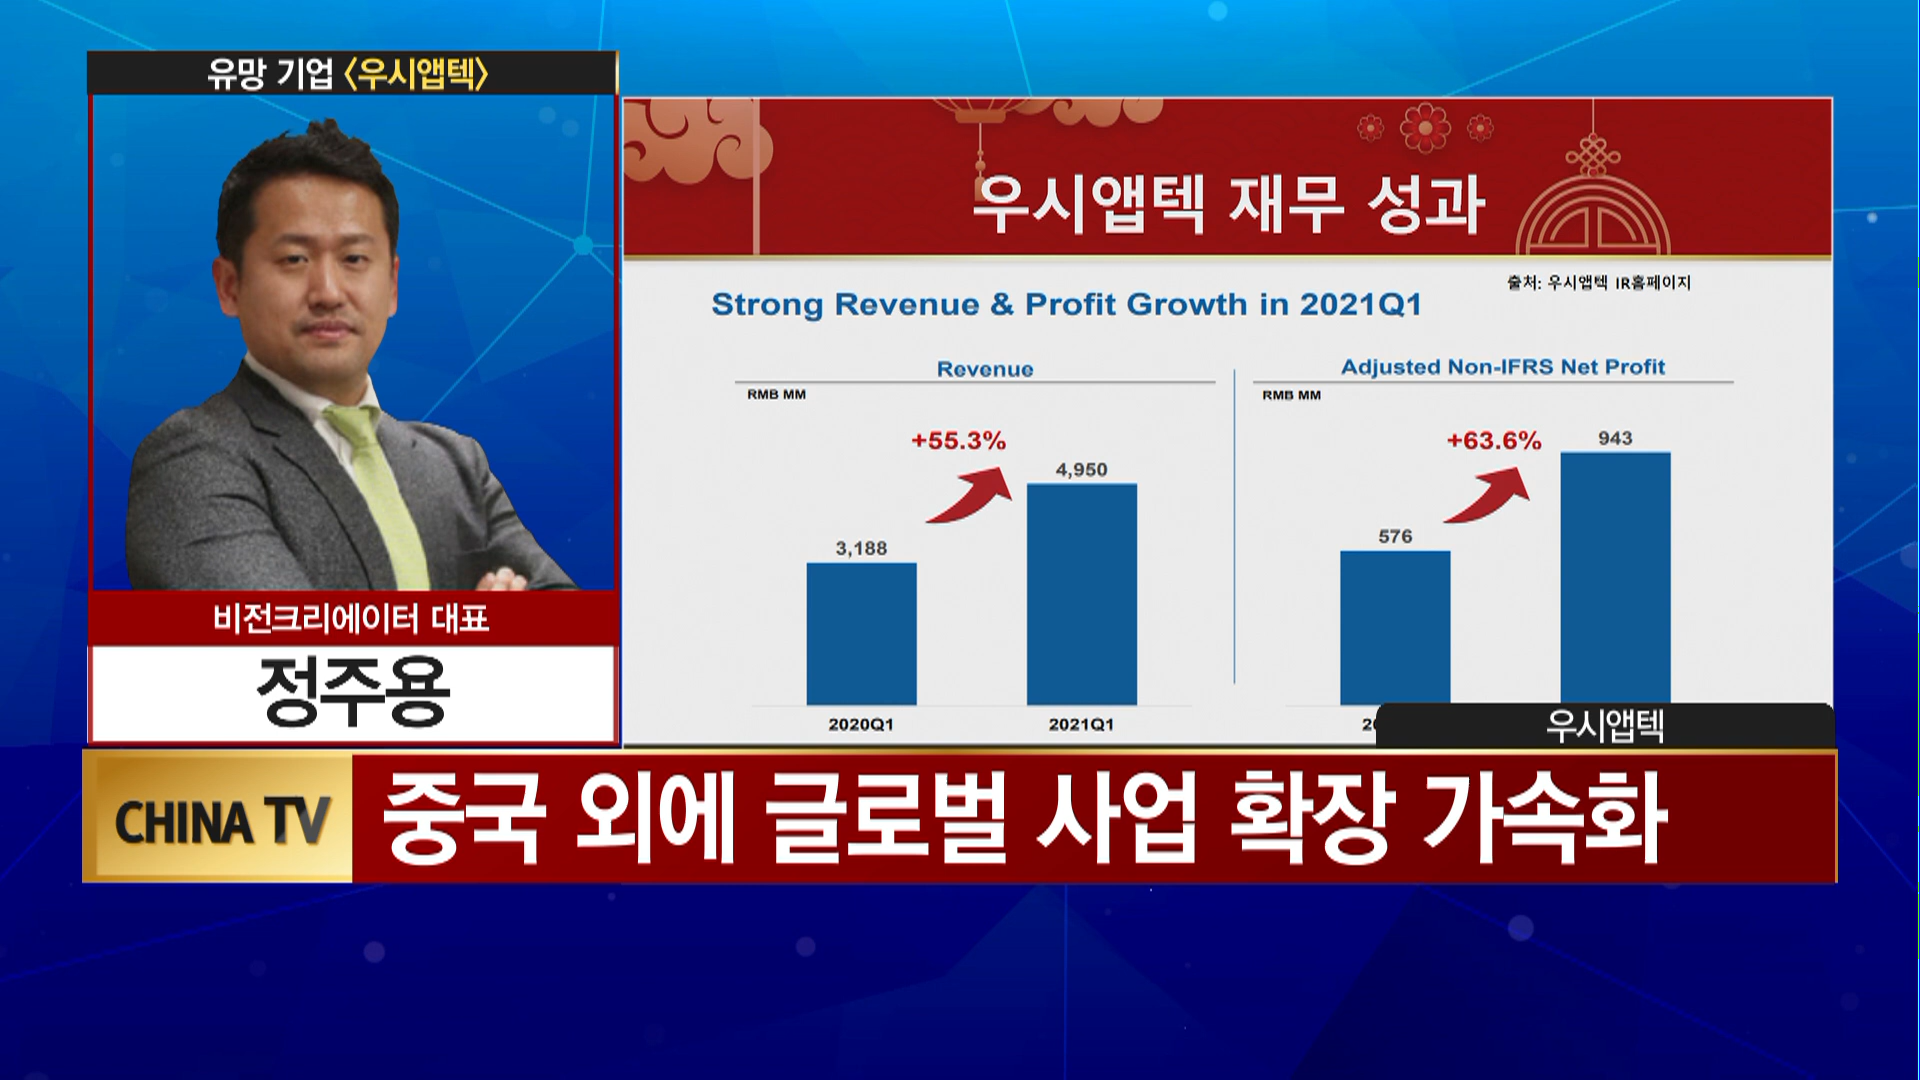 유망 기업 〈우시앱텍〉
비전크리에이터 대표
정주용
우시앱텍 재무 성과
출처: 우시앱텍 IR홈페이지
Strong Revenue & Profit Growth in 2021Q1
Revenue
RMB MM
+55.3%
3,188
4,950
2020Q1
2021Q1
Adjusted Non-IFRS Net Profit
RMB MM
+63.6%
576
943
우시앱텍
CHINA TV
중국 외에 글로벌 사업 확장 가속화